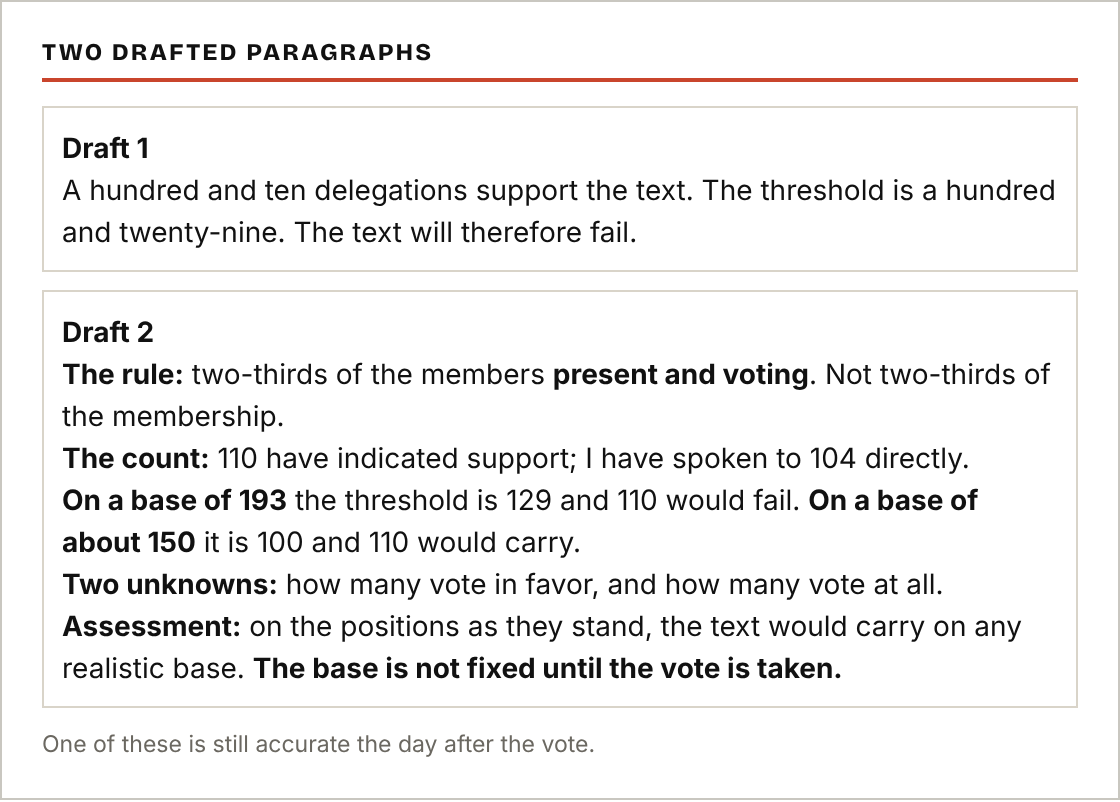 TWO DRAFTED PARAGRAPHS
Draft 1
A hundred and ten delegations support the text. The threshold is a hundred
and twenty-nine. The text will therefore fail.
Draft 2
The rule: two-thirds of the members present and voting. Not two-thirds of
the membership.
The count: 110 have indicated support; I have spoken to 104 directly.
On a base of 193 the threshold is 129 and 110 would fail. On a base of
about 150 it is 100 and 110 would carry.
Two unknowns: how many vote in favor, and how many vote at all.
Assessment: on the positions as they stand, the text would carry on any
realistic base. The base is not fixed until the vote is taken.
One of these is still accurate the day after the vote.